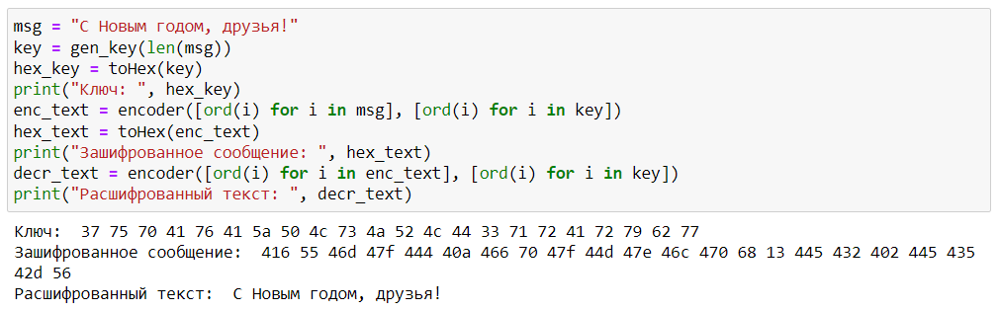 msg = "С Новым годом, друзья!"
key = gen_key(len(msg))
hex_key = toHex(key)
print("Ключ: ", hex_key)
enc_text = encoder([ord(i) for i in msg], [ord(i) for i in key])
hex_text = toHex(enc_text)
print("Зашифрованное сообщение: ", hex_text)
decr_text = encoder([ord(i) for i in enc_text], [ord(i) for i in key])
print("Расшифрованный текст: ", decr_text)
Ключ:  37 75 70 41 76 41 5a 50 4c 73 4a 52 4c 44 33 71 72 41 72 79 62 77
Зашифрованное сообщение:  416 55 46d 47f 444 40a 466 70 47f 44d 47e 46c 470 68 13 445 432 402 445 435
42d 56
Расшифрованный текст:  С Новым годом, друзья!